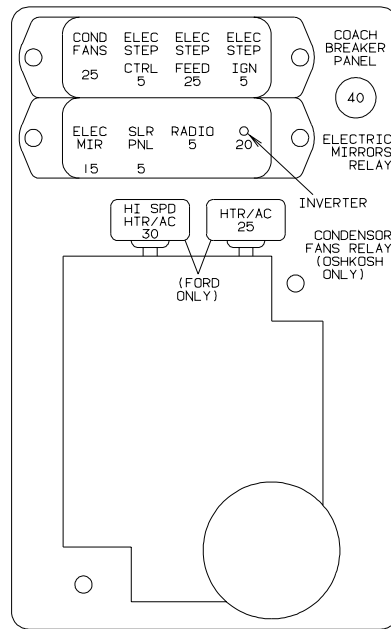 COND ELEC ELEC ELEC
FANS STEP STEP STEP
25 CTRL FEED IGN
5 25 5
COACH
BREAKER
PANEL
40
ELEC SLR RADIO
MIR PNL 5 20
15 5
ELECTRIC
MIRRORS
RELAY
INVERTER
HI SPD
HTR/AC
30
HTR/AC
25
(FORD
ONLY)
CONDENSOR
FANS RELAY
(OSHKOSH
ONLY)